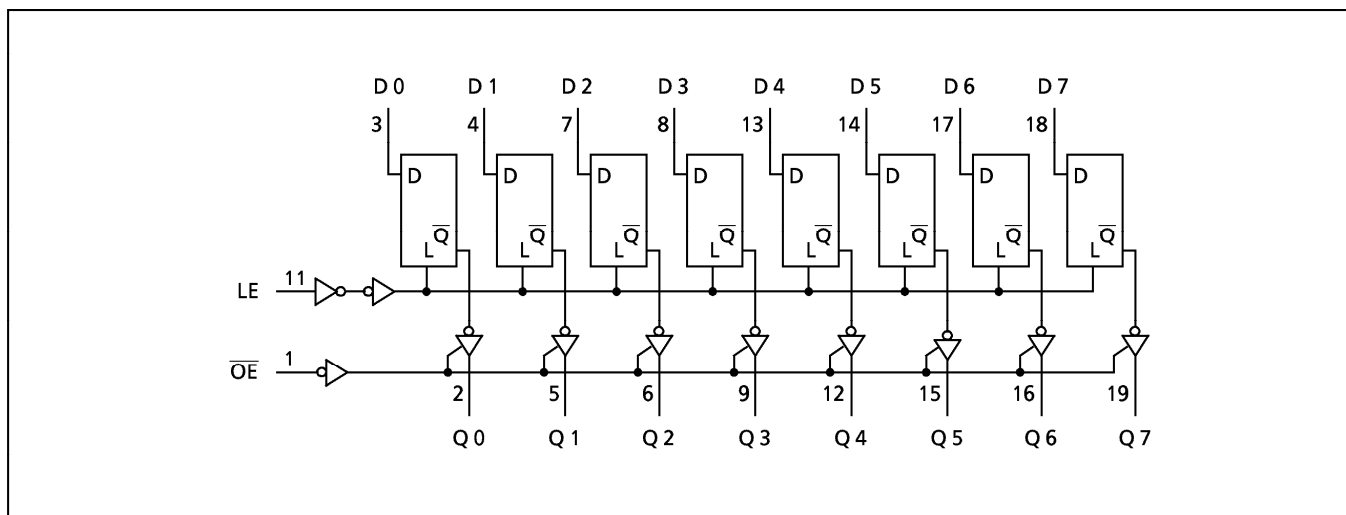 D0 D1 D2 D3 D4 D5 D6 D7
3 4 7 8 13 14 17 18
D D D D D D D D
Q̅ Q̅ Q̅ Q̅ Q̅ Q̅ Q̅ Q̅
L L L L L L L L
LE 11
O̅E̅ 1
2 5 6 9 12 15 16 19
Q0 Q1 Q2 Q3 Q4 Q5 Q6 Q7